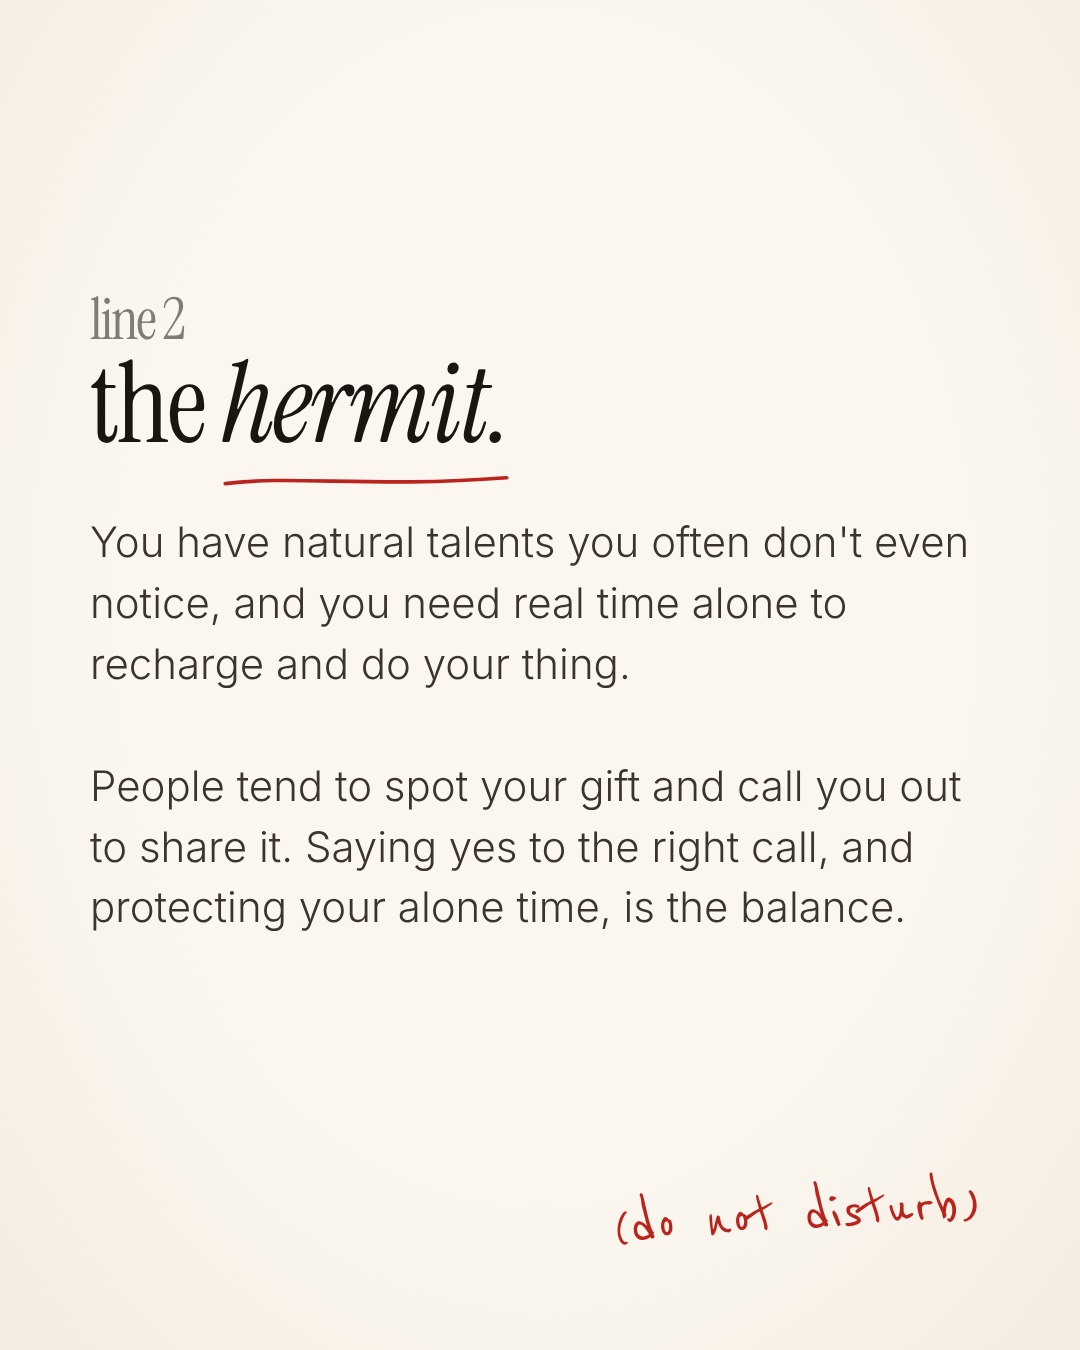 line 2
the hermit.
You have natural talents you often don't even
notice, and you need real time alone to
recharge and do your thing.
People tend to spot your gift and call you out
to share it. Saying yes to the right call, and
protecting your alone time, is the balance.
(do not disturb)